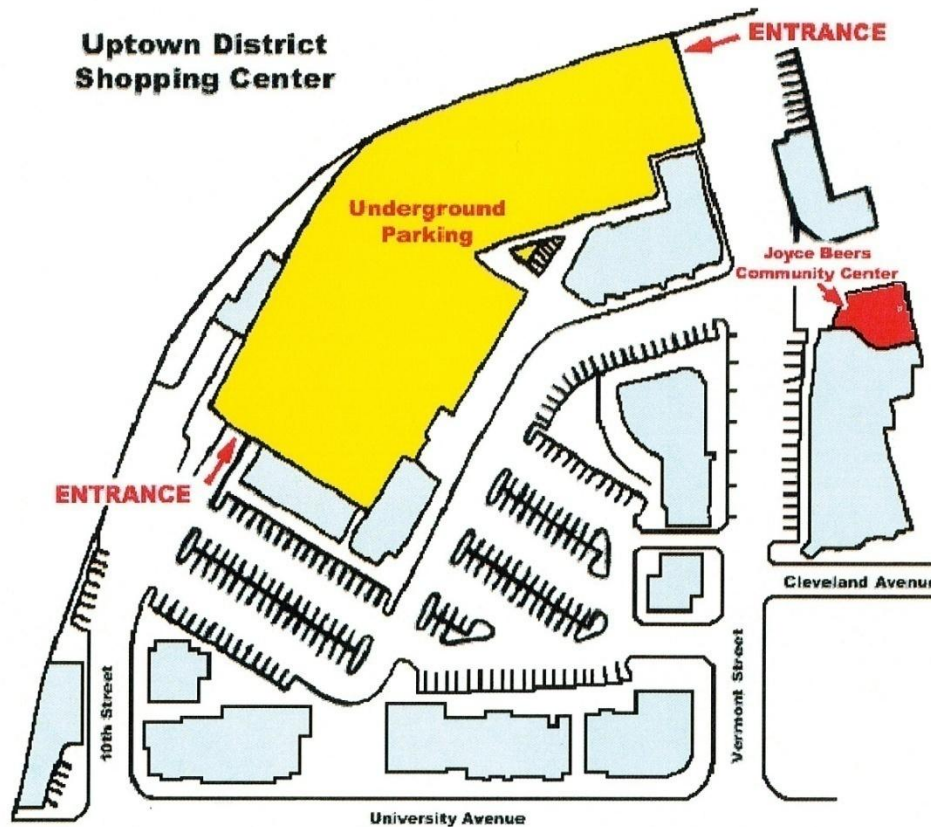 Uptown District
Shopping Center
ENTRANCE
Underground
Parking
Joyce Beers
Community Center
ENTRANCE
Cleveland Avenue
10th Street
Vermont Street
University Avenue